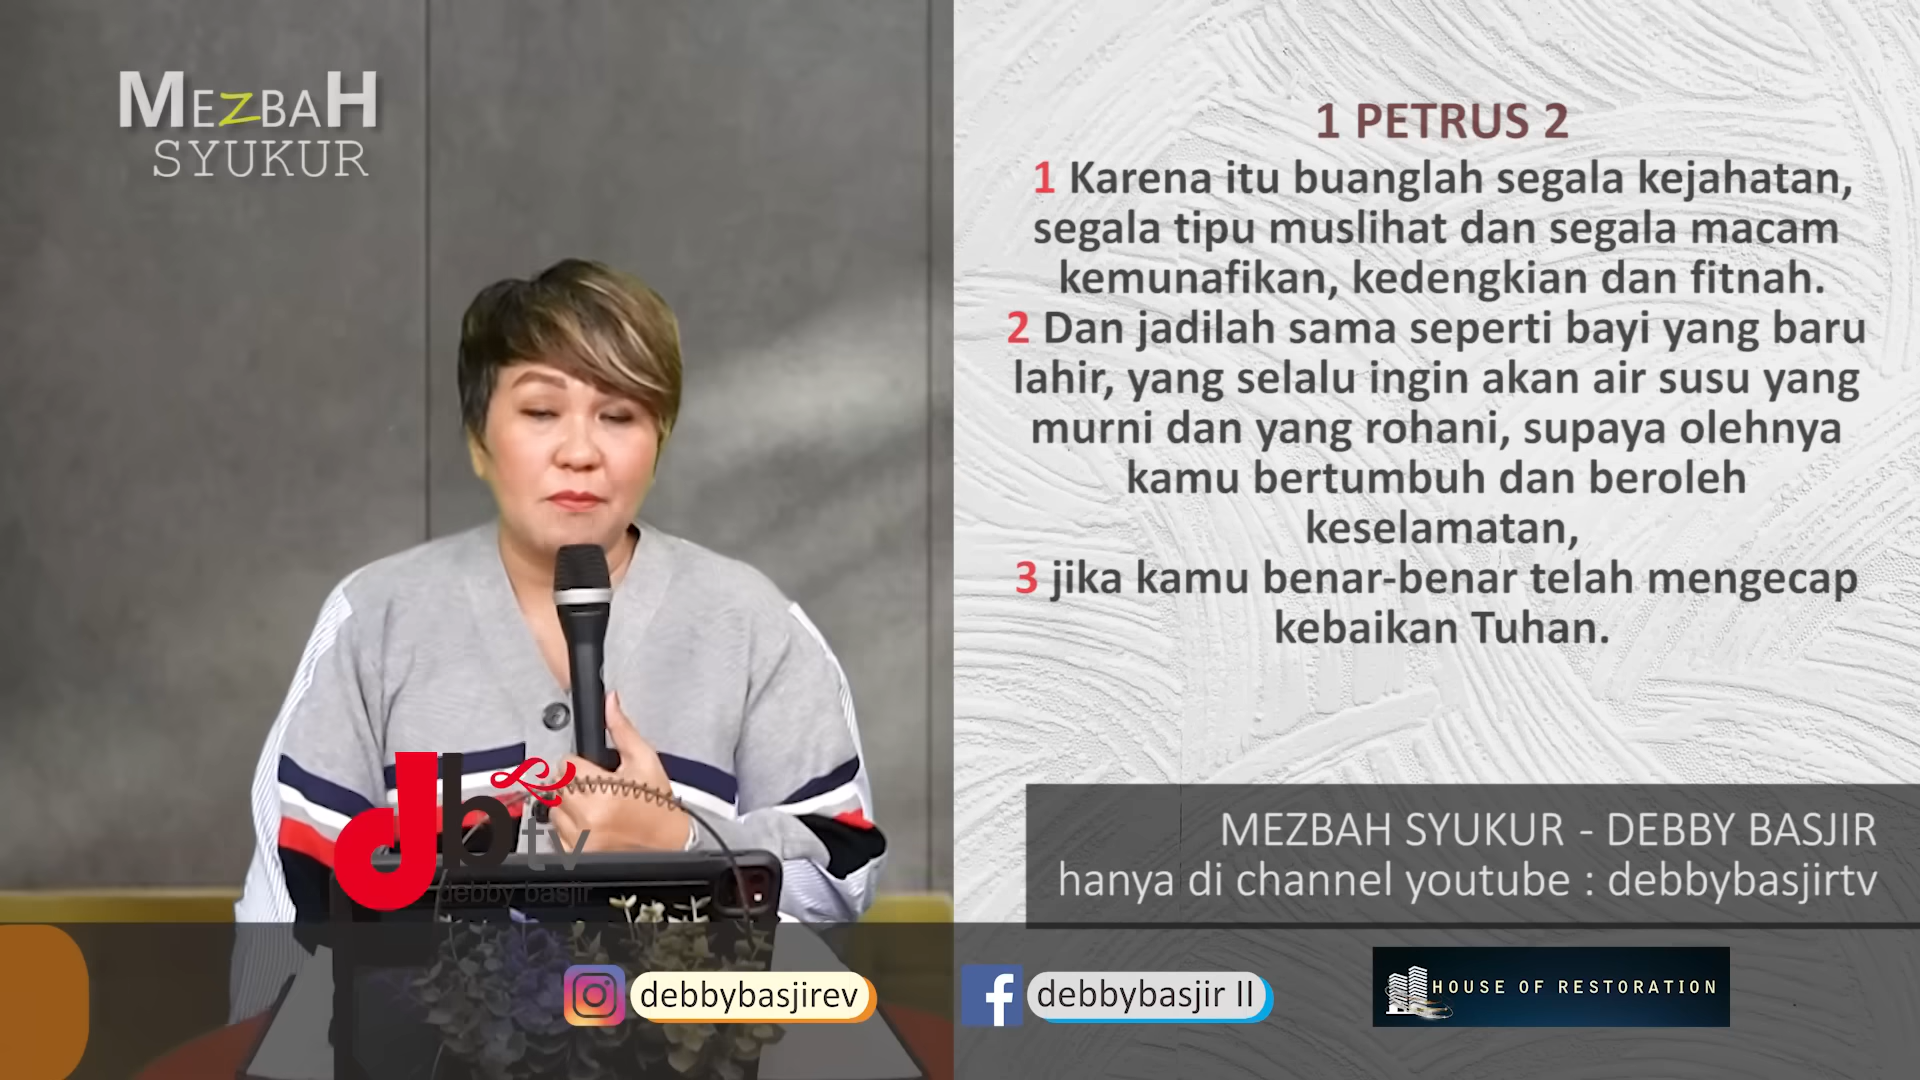 MEZBAH
SYUKUR
1 PETRUS 2
1 Karena itu buanglah segala kejahatan,
segala tipu muslihat dan segala macam
kemunafikan, kedengkian dan fitnah.
2 Dan jadilah sama seperti bayi yang baru
lahir, yang selalu ingin akan air susu yang
murni dan yang rohani, supaya olehnya
kamu bertumbuh dan beroleh
keselamatan,
3 jika kamu benar-benar telah mengecap
kebaikan Tuhan.
db tv
debby basjir
MEZBAH SYUKUR - DEBBY BASJIR
hanya di channel youtube : debbybasjirtv
debbybasjirev
debbybasjir II
HOUSE OF RESTORATION